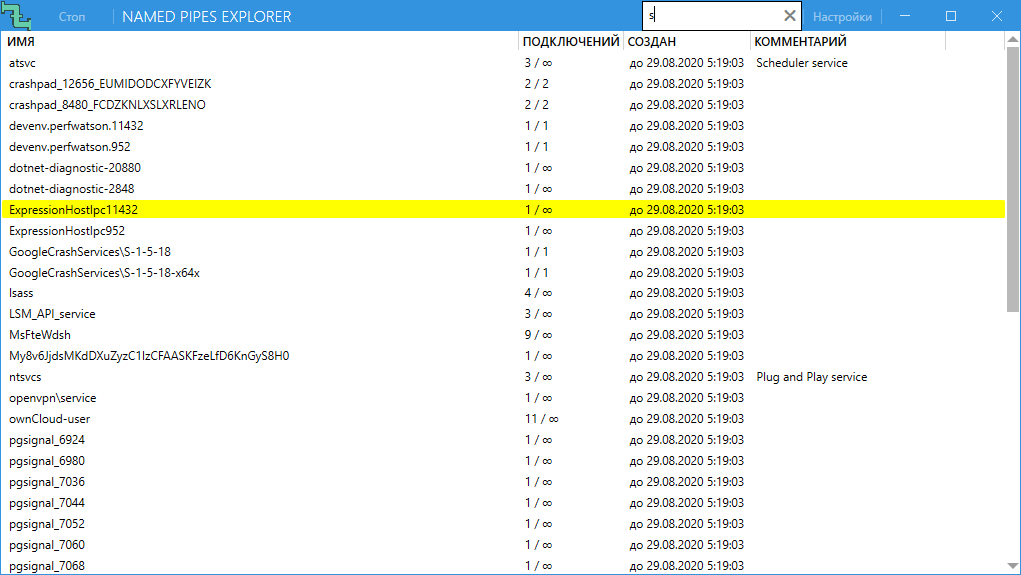 Стоп NAMED PIPES EXPLORER s Настройки
ИМЯ ПОДКЛЮЧЕНИЙ СОЗДАН КОММЕНТАРИЙ
atsvc 3 / ∞ до 29.08.2020 5:19:03 Scheduler service
crashpad_12656_EUMIDODCXFYVEIZK 2 / 2 до 29.08.2020 5:19:03
crashpad_8480_FCDZKNLXSLXRLENO 2 / 2 до 29.08.2020 5:19:03
devenv.perfwatson.11432 1 / 1 до 29.08.2020 5:19:03
devenv.perfwatson.952 1 / 1 до 29.08.2020 5:19:03
dotnet-diagnostic-20880 1 / ∞ до 29.08.2020 5:19:03
dotnet-diagnostic-2848 1 / ∞ до 29.08.2020 5:19:03
ExpressionHostIpc11432 1 / ∞ до 29.08.2020 5:19:03
ExpressionHostIpc952 1 / ∞ до 29.08.2020 5:19:03
GoogleCrashServices\S-1-5-18 1 / 1 до 29.08.2020 5:19:03
GoogleCrashServices\S-1-5-18-x64x 1 / 1 до 29.08.2020 5:19:03
lsass 4 / ∞ до 29.08.2020 5:19:03
LSM_API_service 3 / ∞ до 29.08.2020 5:19:03
MsFteWdsh 9 / ∞ до 29.08.2020 5:19:03
My8v6JjdsMKdDXuZyzC1IzCFAASKFzeLfD6KnGyS8H0 1 / ∞ до 29.08.2020 5:19:03
ntsvcs 3 / ∞ до 29.08.2020 5:19:03 Plug and Play service
openvpn\service 1 / ∞ до 29.08.2020 5:19:03
ownCloud-user 11 / ∞ до 29.08.2020 5:19:03
pgsignal_6924 1 / ∞ до 29.08.2020 5:19:03
pgsignal_6980 1 / ∞ до 29.08.2020 5:19:03
pgsignal_7036 1 / ∞ до 29.08.2020 5:19:03
pgsignal_7044 1 / ∞ до 29.08.2020 5:19:03
pgsignal_7052 1 / ∞ до 29.08.2020 5:19:03
pgsignal_7060 1 / ∞ до 29.08.2020 5:19:03
pgsignal_7068 1 / ∞ до 29.08.2020 5:19:03